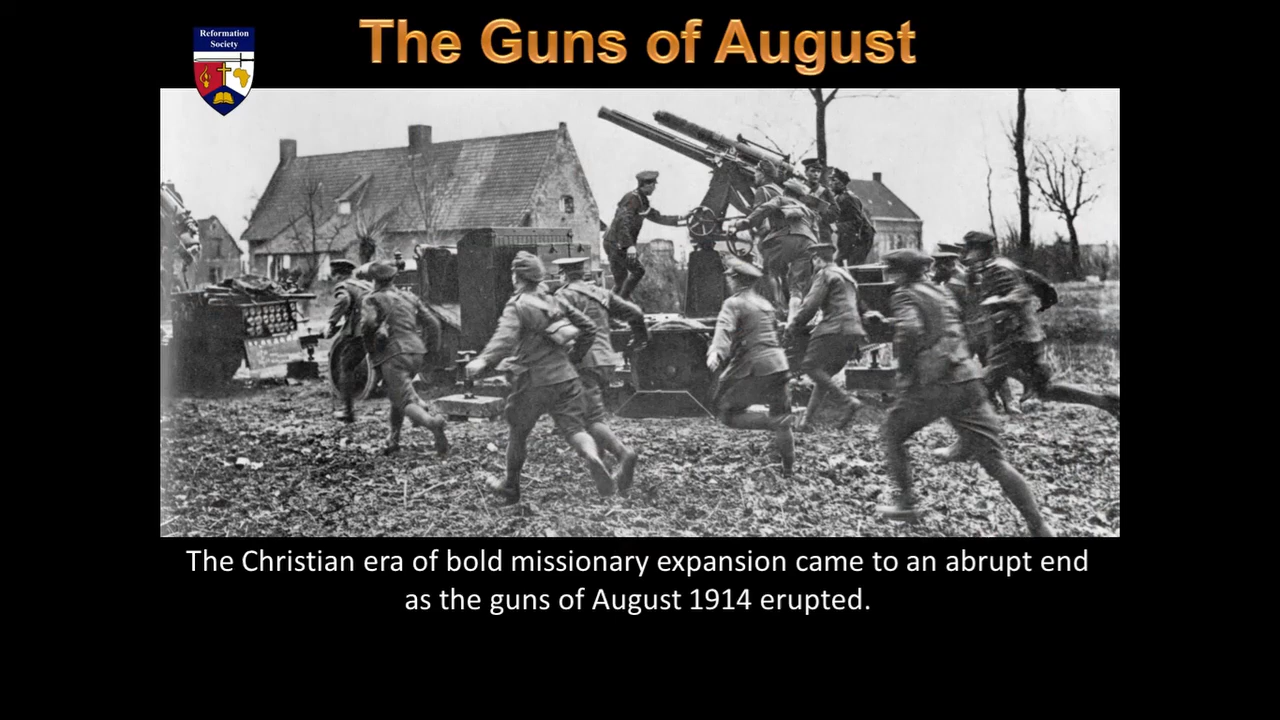 The Guns of August
Reformation
Society
The Christian era of bold missionary expansion came to an abrupt end
as the guns of August 1914 erupted.